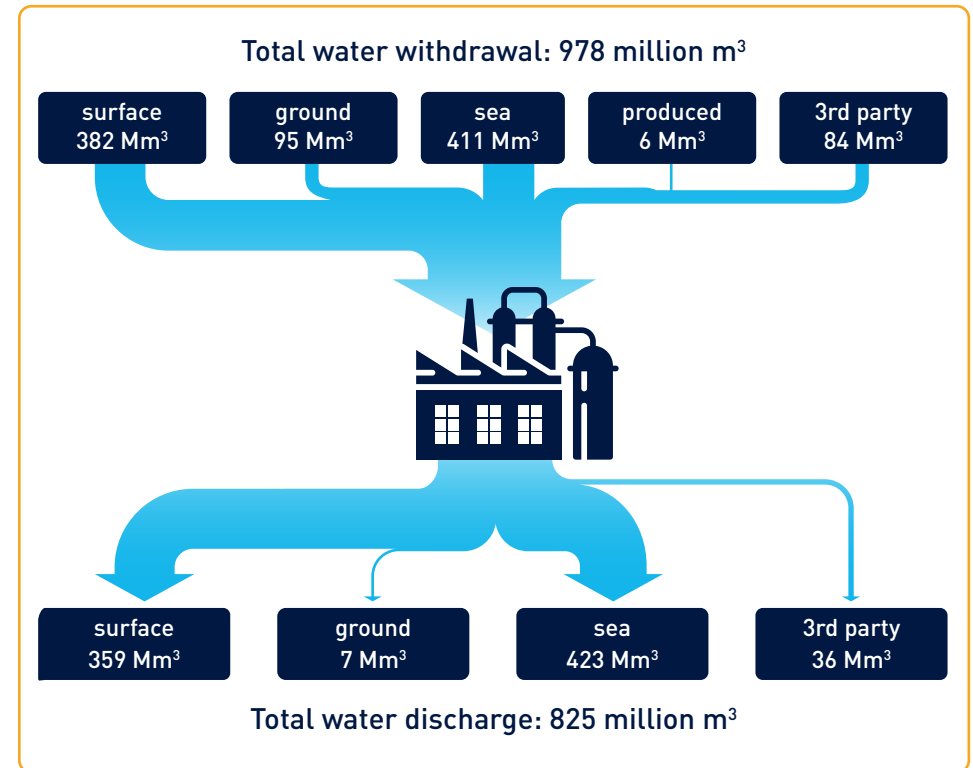 Total water withdrawal: 978 million m³
surface
382 Mm³
ground
95 Mm³
sea
411 Mm³
produced
6 Mm³
3rd party
84 Mm³
surface
359 Mm³
ground
7 Mm³
sea
423 Mm³
3rd party
36 Mm³
Total water discharge: 825 million m³